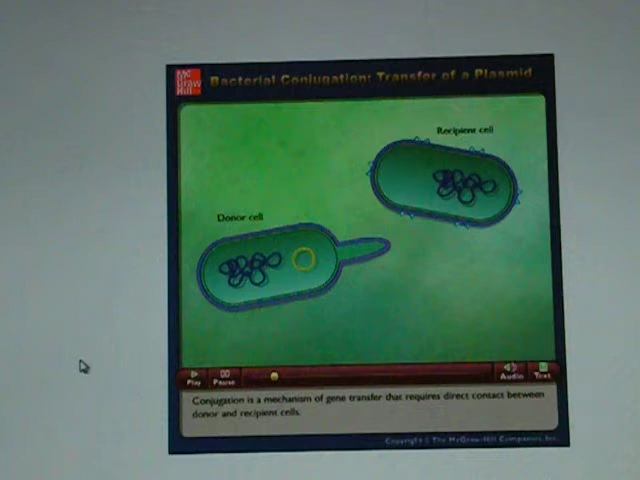 Mc
Graw
Hill
Bacterial Conjugation: Transfer of a Plasmid
Recipient cell
Donor cell
Play
Pause
Audio
Text
Conjugation is a mechanism of gene transfer that requires direct contact between
donor and recipient cells.
Copyright © The McGraw-Hill Companies, Inc.